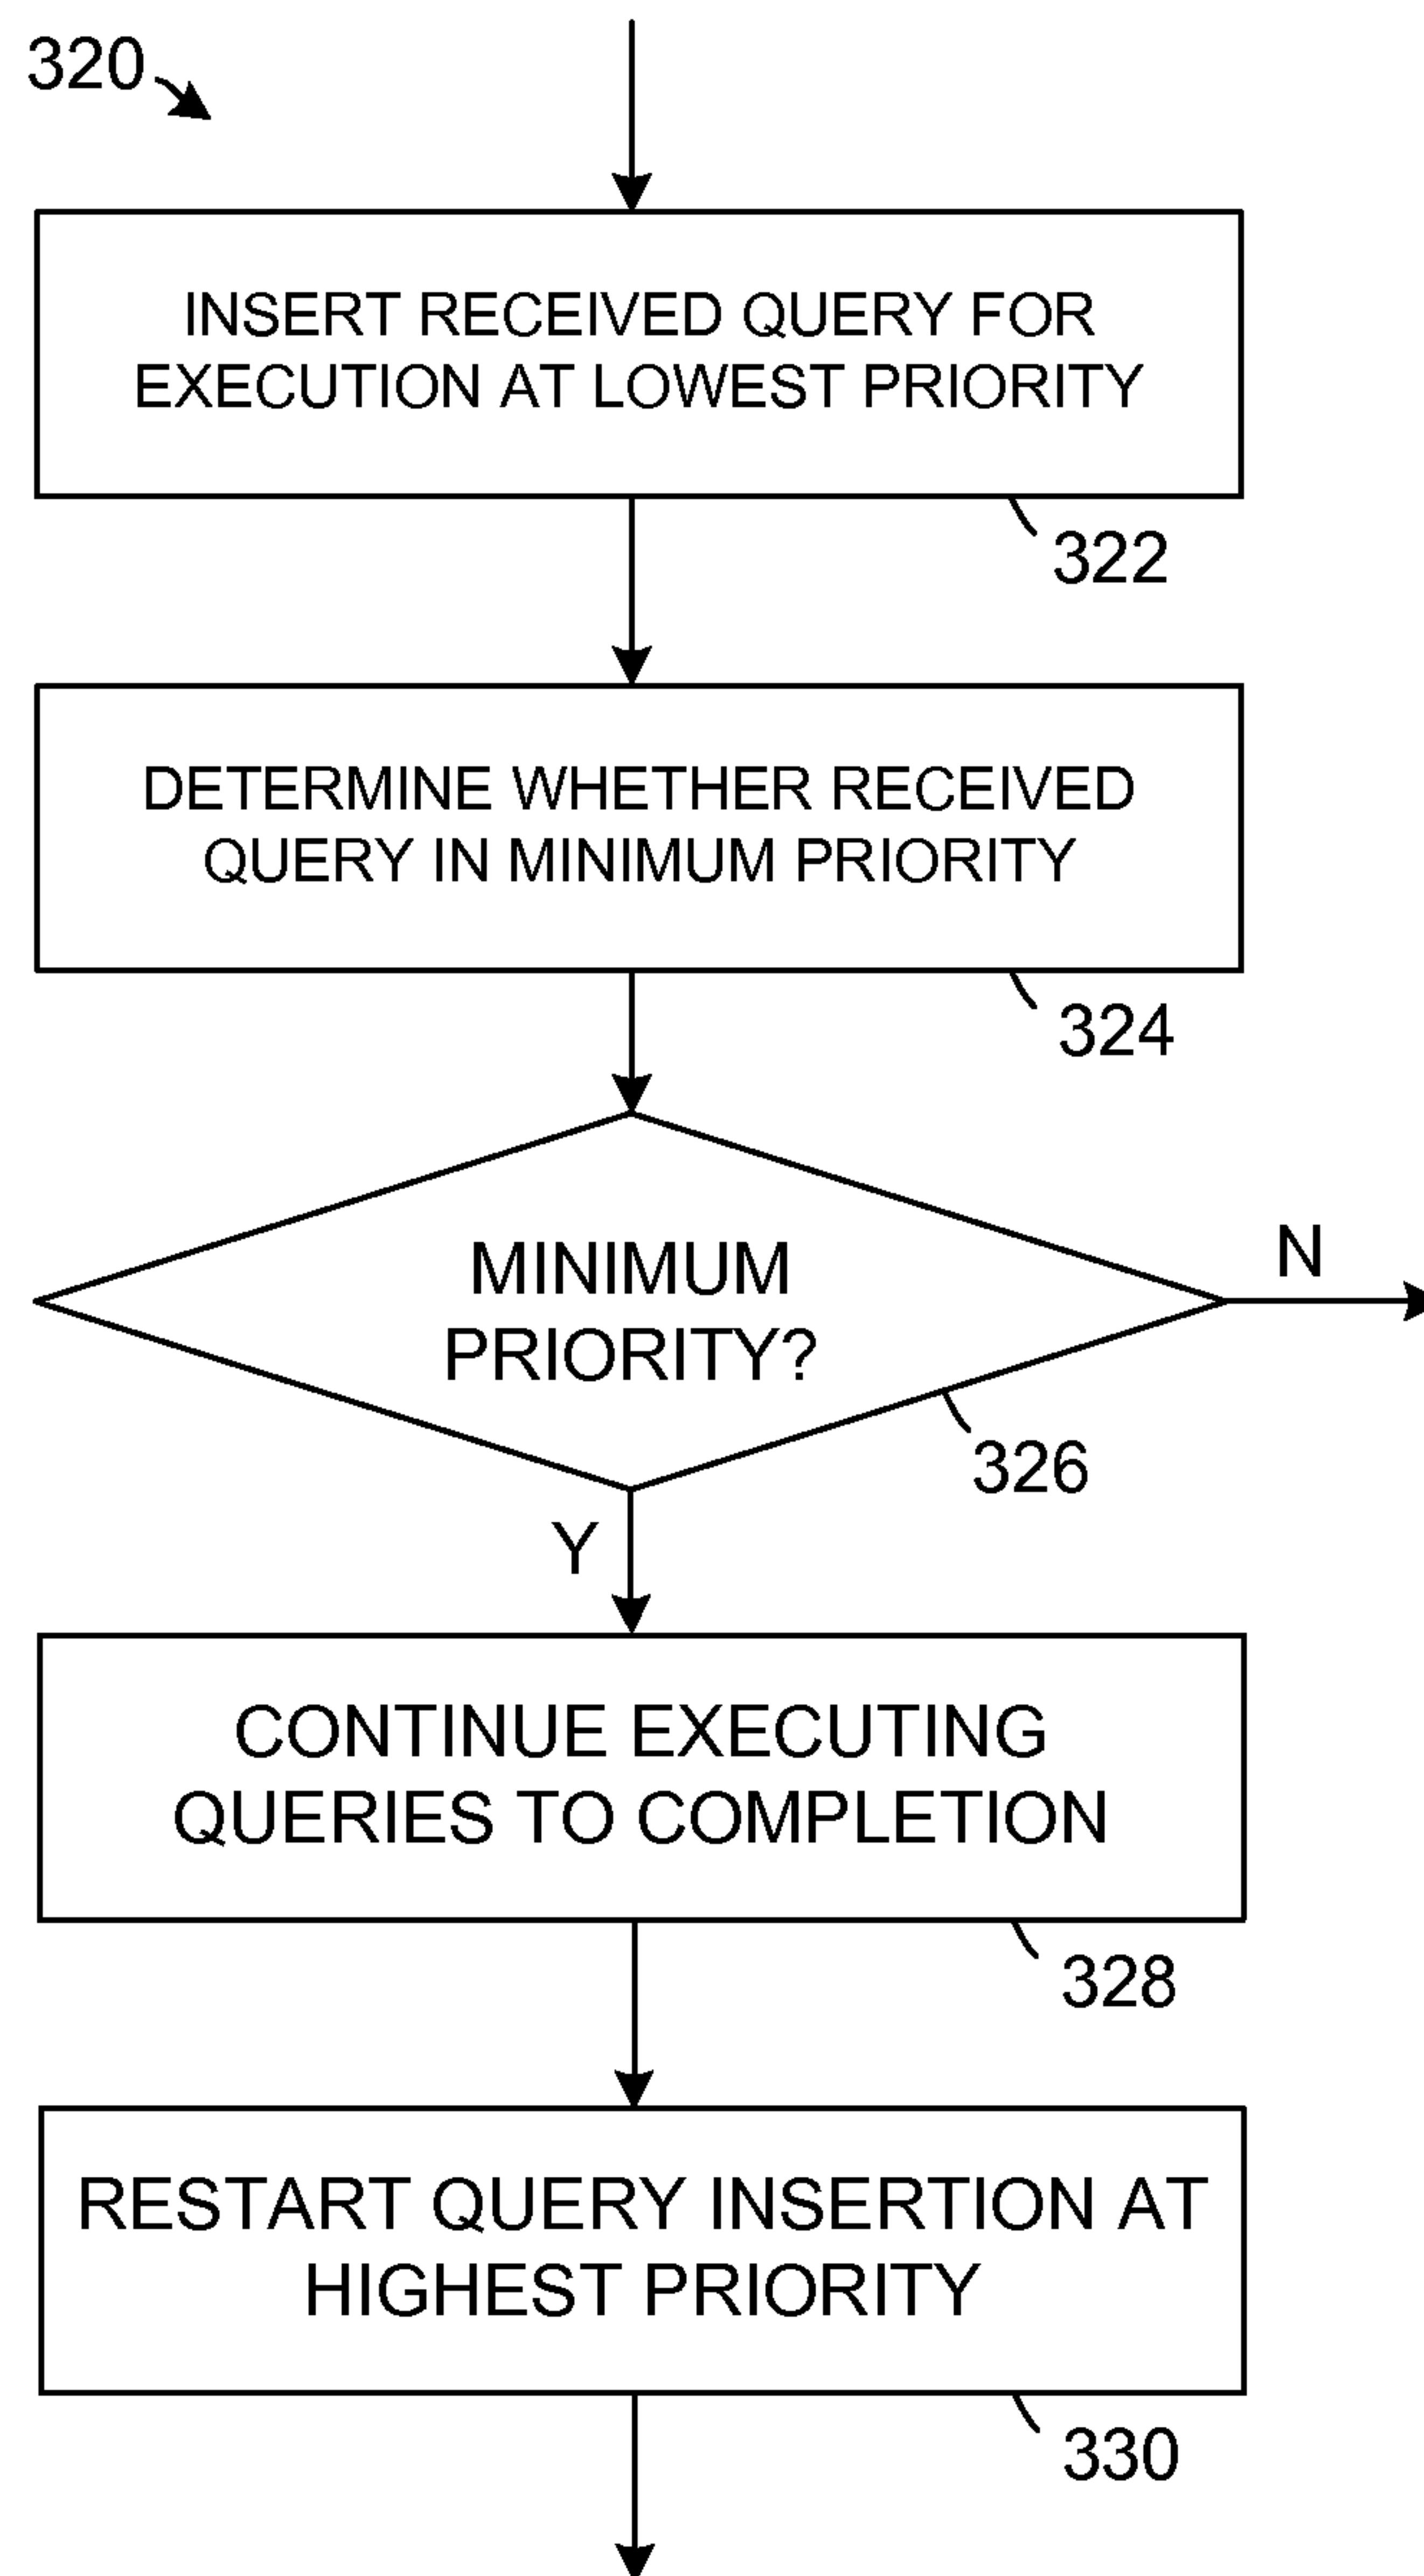 320
INSERT RECEIVED QUERY FOR
EXECUTION AT LOWEST PRIORITY
322
DETERMINE WHETHER RECEIVED
QUERY IN MINIMUM PRIORITY
324
MINIMUM
PRIORITY?
N
326
Y
CONTINUE EXECUTING
QUERIES TO COMPLETION
328
RESTART QUERY INSERTION AT
HIGHEST PRIORITY
330